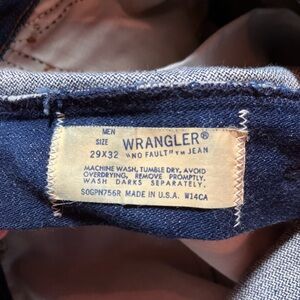 MEN
SIZE WRANGLER®
29X32 "NO FAULT"™ JEAN
MACHINE WASH, TUMBLE DRY, AVOID
OVERDRYING, REMOVE PROMPTLY.
WASH DARKS SEPARATELY.
SOGPN756R MADE IN U.S.A. W14CA